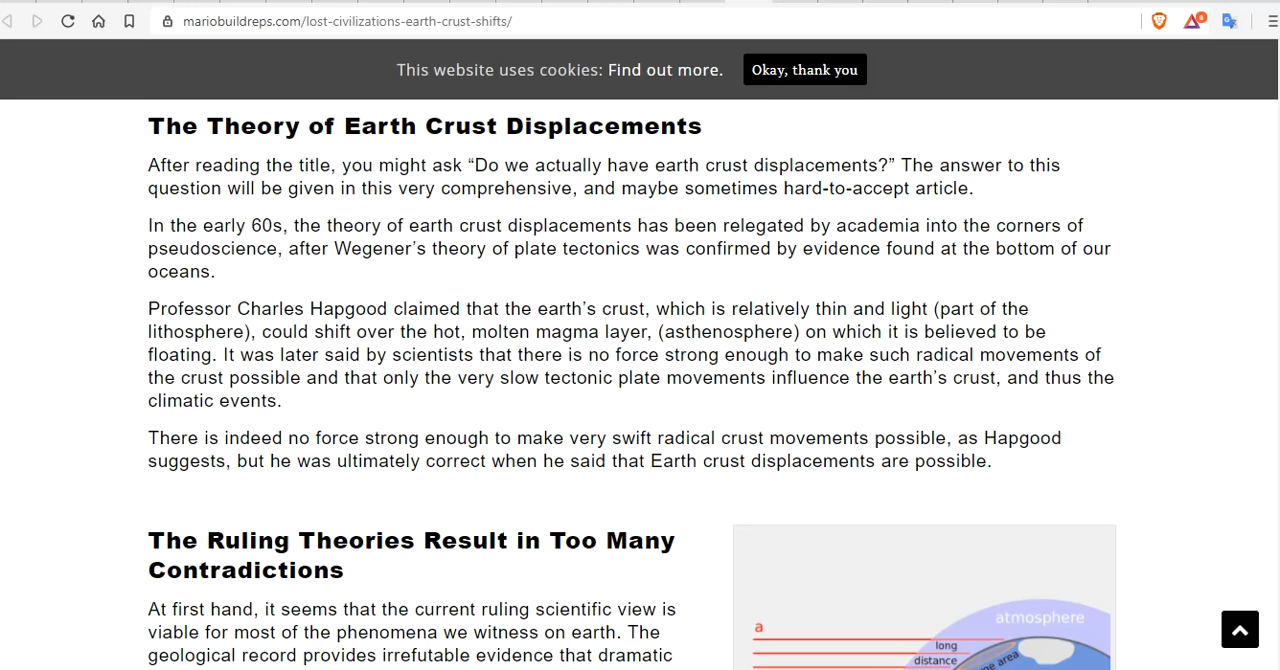 mariobuildreps.com/lost-civilizations-earth-crust-shifts/
This website uses cookies: Find out more.
Okay, thank you
The Theory of Earth Crust Displacements
After reading the title, you might ask “Do we actually have earth crust displacements?” The answer to this
question will be given in this very comprehensive, and maybe sometimes hard-to-accept article.
In the early 60s, the theory of earth crust displacements has been relegated by academia into the corners of
pseudoscience, after Wegener’s theory of plate tectonics was confirmed by evidence found at the bottom of our
oceans.
Professor Charles Hapgood claimed that the earth’s crust, which is relatively thin and light (part of the
lithosphere), could shift over the hot, molten magma layer, (asthenosphere) on which it is believed to be
floating. It was later said by scientists that there is no force strong enough to make such radical movements of
the crust possible and that only the very slow tectonic plate movements influence the earth’s crust, and thus the
climatic events.
There is indeed no force strong enough to make very swift radical crust movements possible, as Hapgood
suggests, but he was ultimately correct when he said that Earth crust displacements are possible.
The Ruling Theories Result in Too Many
Contradictions
At first hand, it seems that the current ruling scientific view is
viable for most of the phenomena we witness on earth. The
geological record provides irrefutable evidence that dramatic
atmosphere
a
long
distance
area